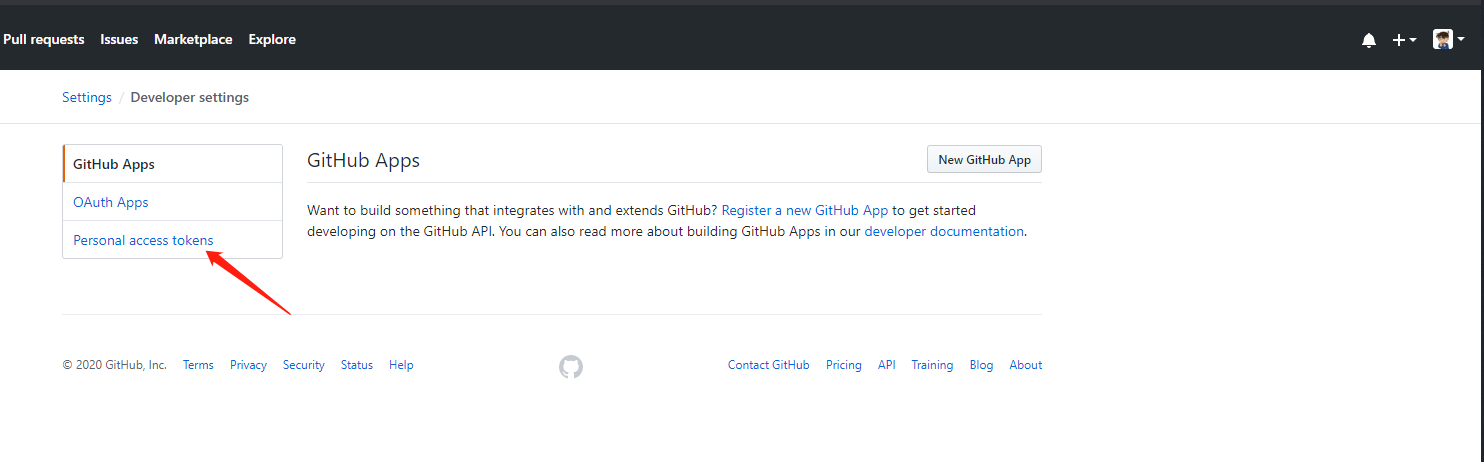 Pull requests Issues Marketplace Explore
Settings / Developer settings
GitHub Apps
OAuth Apps
Personal access tokens
GitHub Apps
New GitHub App
Want to build something that integrates with and extends GitHub? Register a new GitHub App to get started
developing on the GitHub API. You can also read more about building GitHub Apps in our developer documentation.
© 2020 GitHub, Inc. Terms Privacy Security Status Help Contact GitHub Pricing API Training Blog About